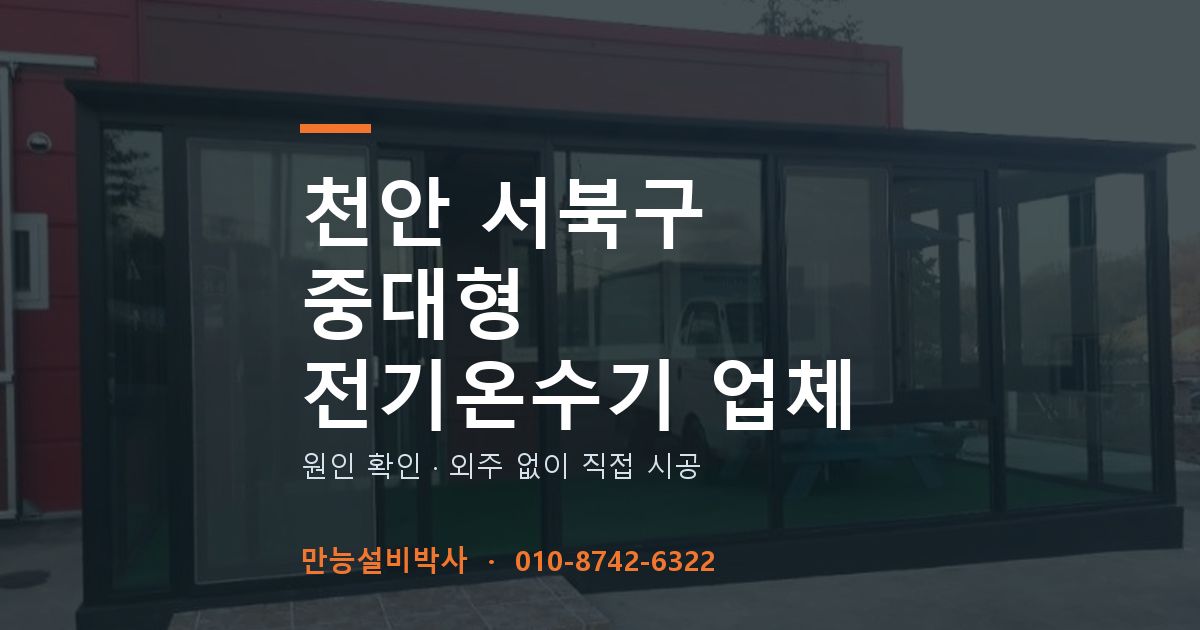 천안 서북구
중대형
전기온수기 업체
원인 확인 · 외주 없이 직접 시공
만능설비박사 · 010-8742-6322